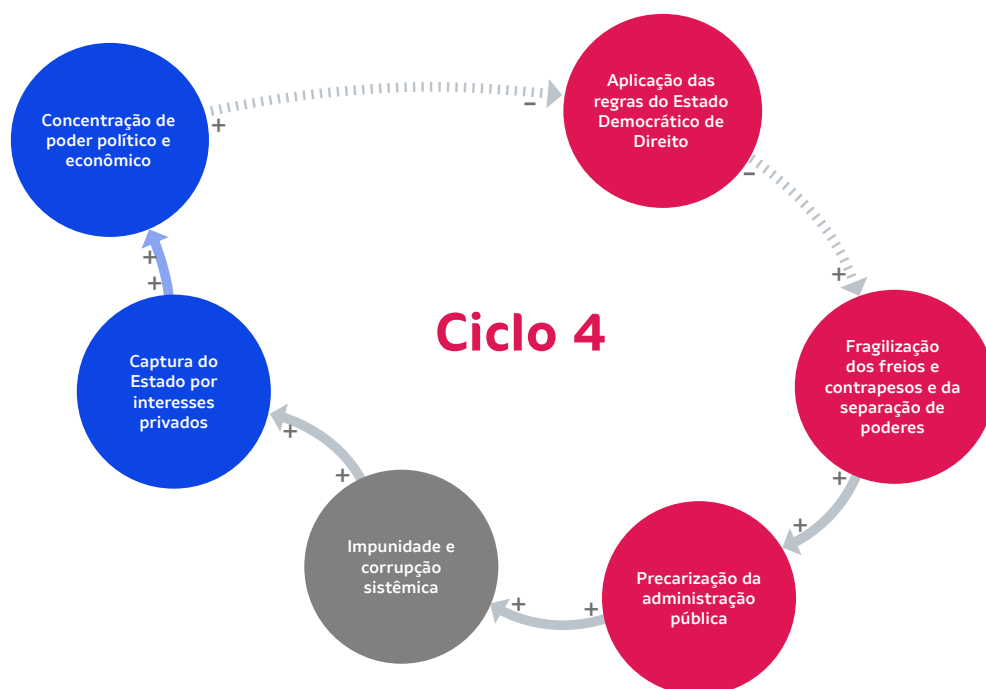 Concentração de
poder político e
econômico
+
–
Aplicação das
regras do Estado
Democrático de
Direito
–
+
Fragilização
dos freios e
contrapesos e da
separação de
poderes
+
+
Precarização da
administração
pública
+
+
Impunidade e
corrupção
sistêmica
+
+
Captura do
Estado por
interesses
privados
+
+
Ciclo 4